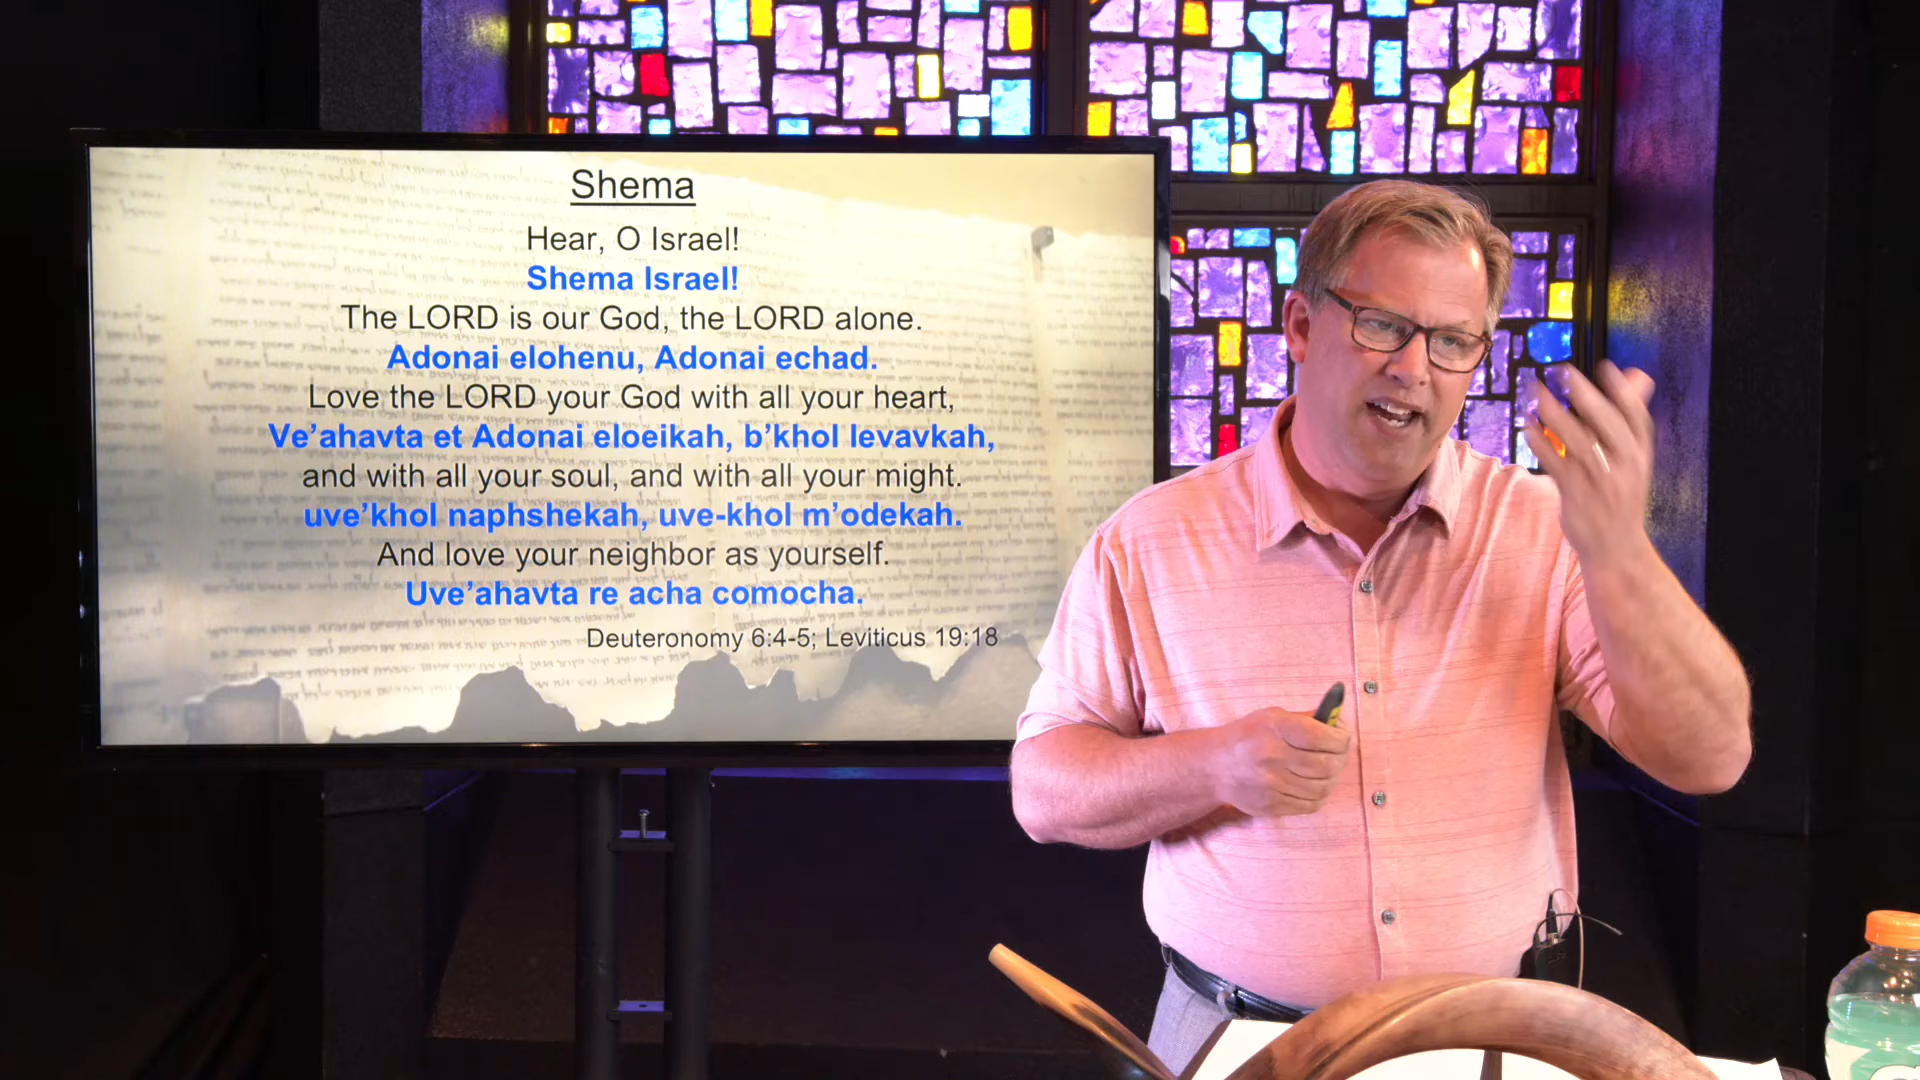 Shema
Hear, O Israel!
Shema Israel!
The LORD is our God, the LORD alone.
Adonai elohenu, Adonai echad.
Love the LORD your God with all your heart,
Ve’ahavta et Adonai eloeikah, b’khol levavkah,
and with all your soul, and with all your might.
uve’khol naphshekah, uve-khol m’odekah.
And love your neighbor as yourself.
Uve’ahavta re acha comocha.
Deuteronomy 6:4-5; Leviticus 19:18